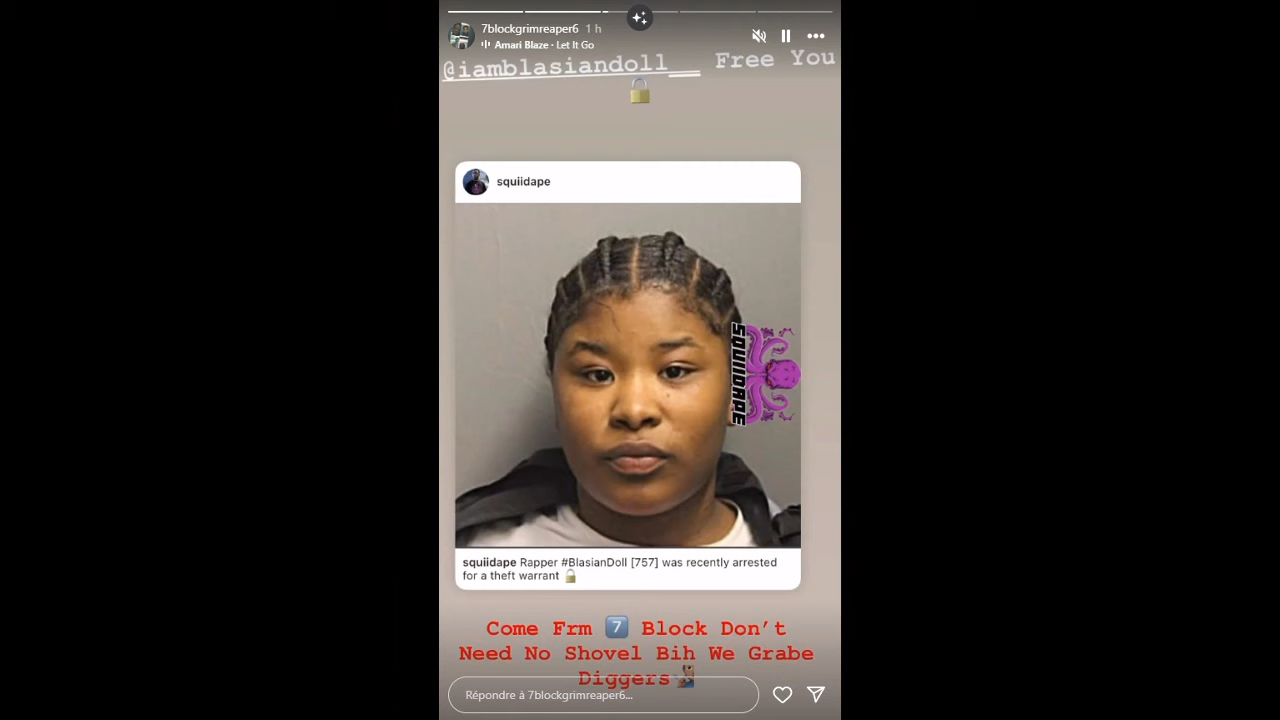 7blockgrimreaper6 1 h
Amari Blaze · Let It Go
@iamblasiandoll__ Free You
🔒
squiidape
SQUIIDAPE
squiidape Rapper #BlasianDoll [757] was recently arrested
for a theft warrant 🔒
Come Frm 7️⃣ Block Don't
Need No Shovel Bih We Grabe
Diggers
Répondre à 7blockgrimreaper6...